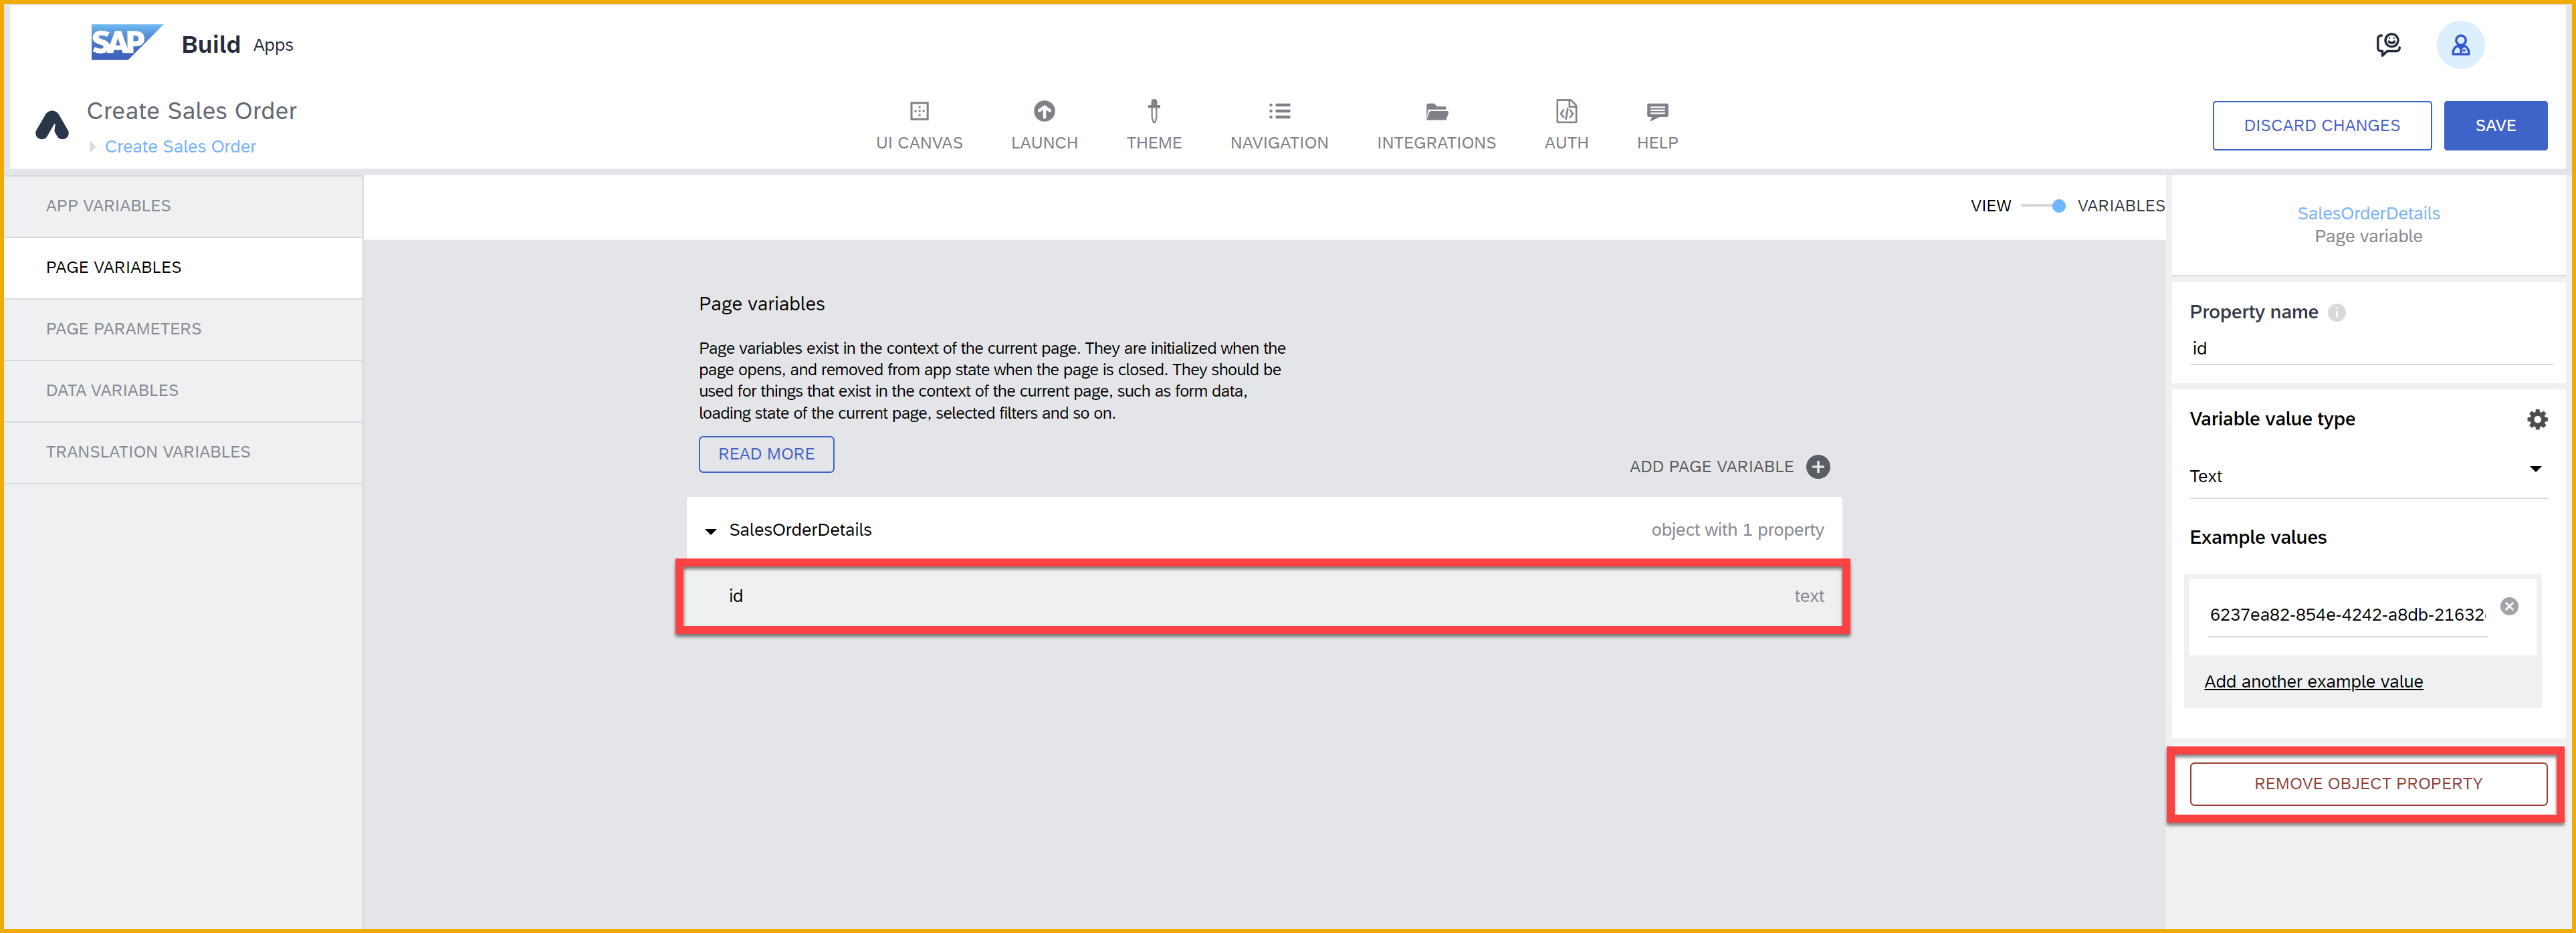 SAP Build Apps
Create Sales Order
Create Sales Order
UI CANVAS
LAUNCH
THEME
NAVIGATION
INTEGRATIONS
AUTH
HELP
DISCARD CHANGES
SAVE
APP VARIABLES
PAGE VARIABLES
PAGE PARAMETERS
DATA VARIABLES
TRANSLATION VARIABLES
VIEW
VARIABLES
Page variables
Page variables exist in the context of the current page. They are initialized when the
page opens, and removed from app state when the page is closed. They should be
used for things that exist in the context of the current page, such as form data,
loading state of the current page, selected filters and so on.
READ MORE
ADD PAGE VARIABLE
SalesOrderDetails
object with 1 property
id
text
SalesOrderDetails
Page variable
Property name
id
Variable value type
Text
Example values
6237ea82-854e-4242-a8db-21632
Add another example value
REMOVE OBJECT PROPERTY